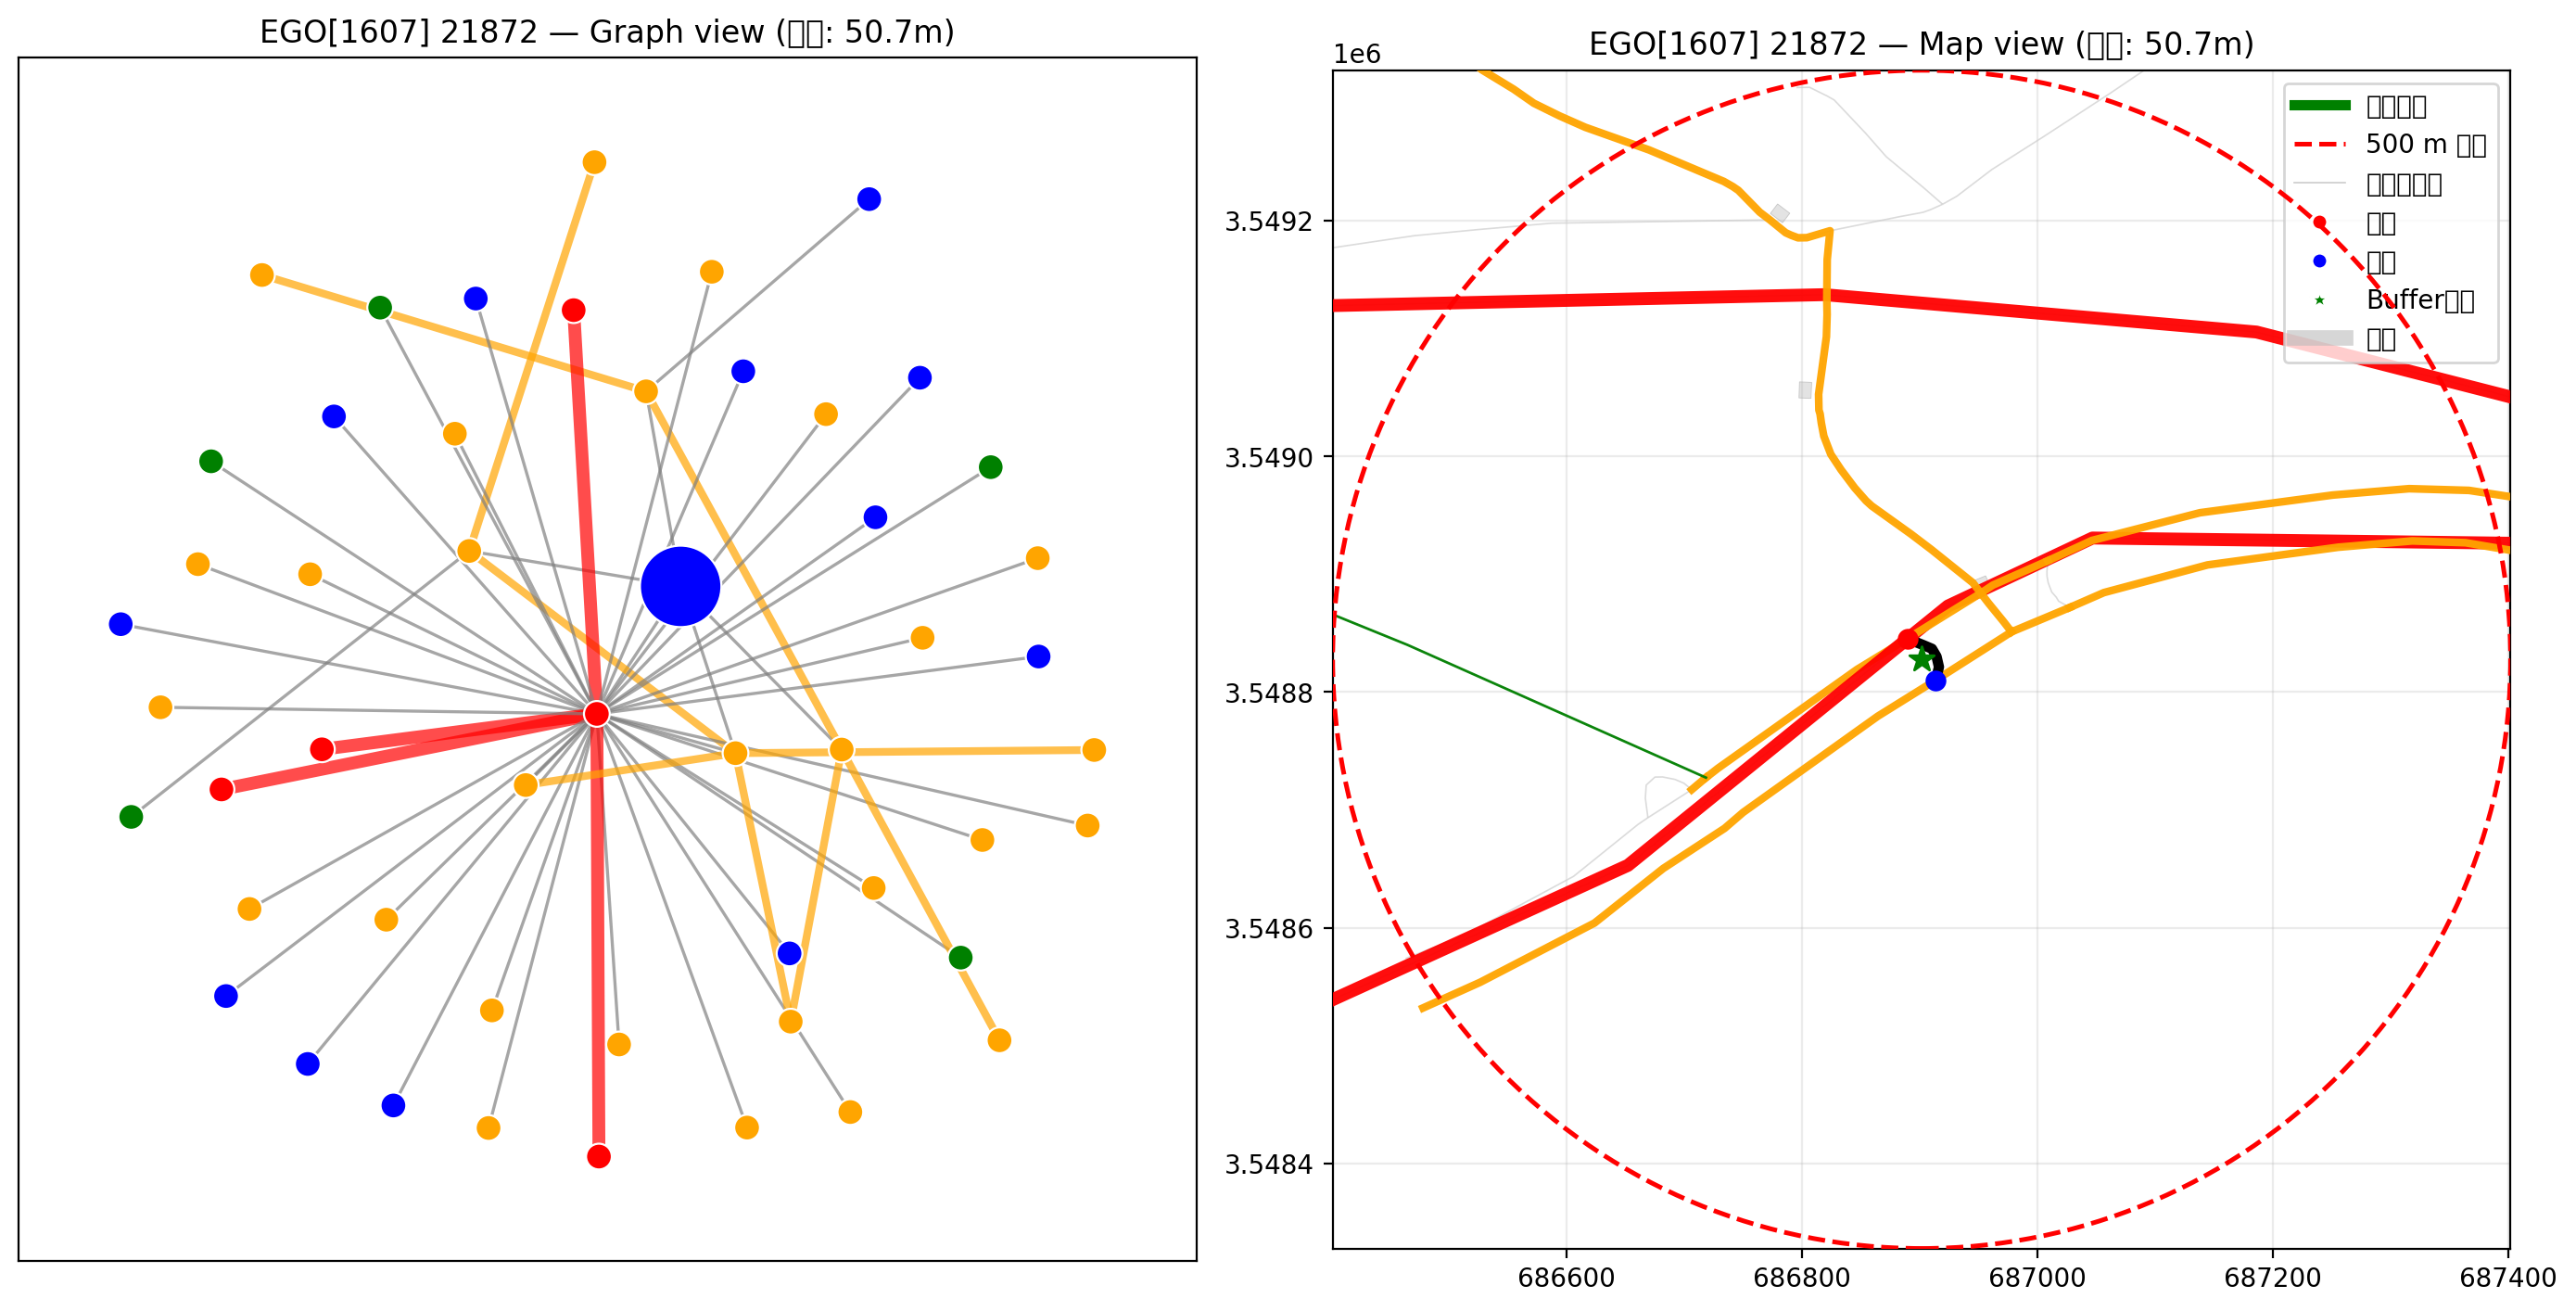 EGO[1607] 21872 — Graph view (: 50.7m)
EGO[1607] 21872 — Map view (: 50.7m)
1e6
3.5492
3.5490
3.5488
3.5486
3.5484
686600
686800
687000
687200
687400
500 m
Buffer